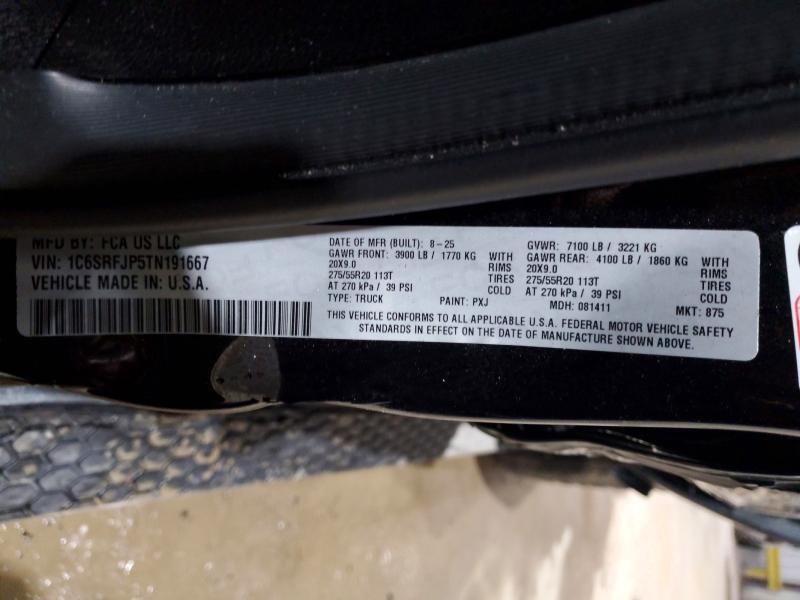 MFD BY: FCA US LLC
VIN: 1C6SRFJP5TN191667
VEHICLE MADE IN: U.S.A.
DATE OF MFR (BUILT): 8-25
GAWR FRONT: 3900 LB / 1770 KG WITH
20X9.0 RIMS
275/55R20 113T TIRES
AT 270 kPa / 39 PSI COLD
TYPE: TRUCK
PAINT: PXJ
GVWR: 7100 LB / 3221 KG
GAWR REAR: 4100 LB / 1860 KG WITH
20X9.0 RIMS
275/55R20 113T TIRES
AT 270 kPa / 39 PSI COLD
MDH: 081411
MKT: 875
THIS VEHICLE CONFORMS TO ALL APPLICABLE U.S.A. FEDERAL MOTOR VEHICLE SAFETY
STANDARDS IN EFFECT ON THE DATE OF MANUFACTURE SHOWN ABOVE.